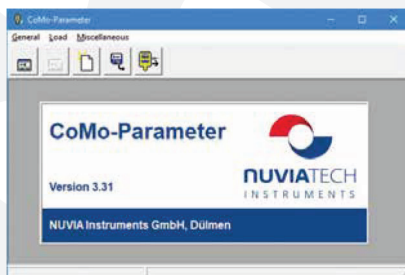 CoMo-Parameter
General Load Miscellaneous
CoMo-Parameter
Version 3.31
NUVIATECH
INSTRUMENTS
NUVIA Instruments GmbH, Dülmen